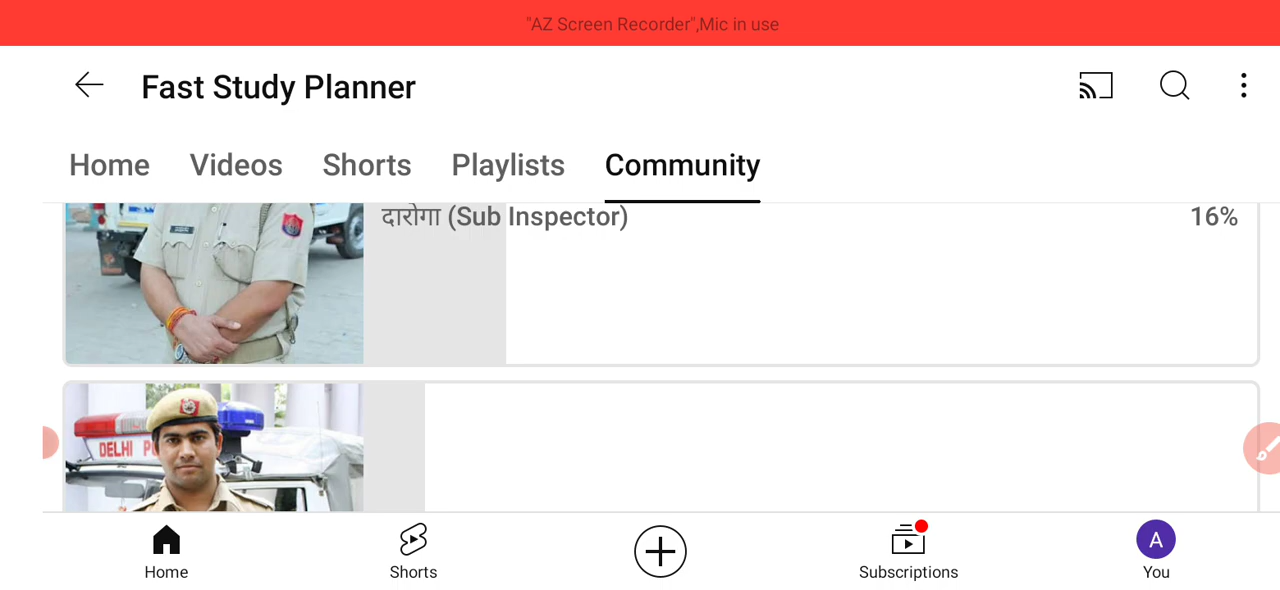 "AZ Screen Recorder",Mic in use
Fast Study Planner
Home Videos Shorts Playlists Community
दारोगा (Sub Inspector) 16%
DELHI P
Home Shorts Subscriptions You
A